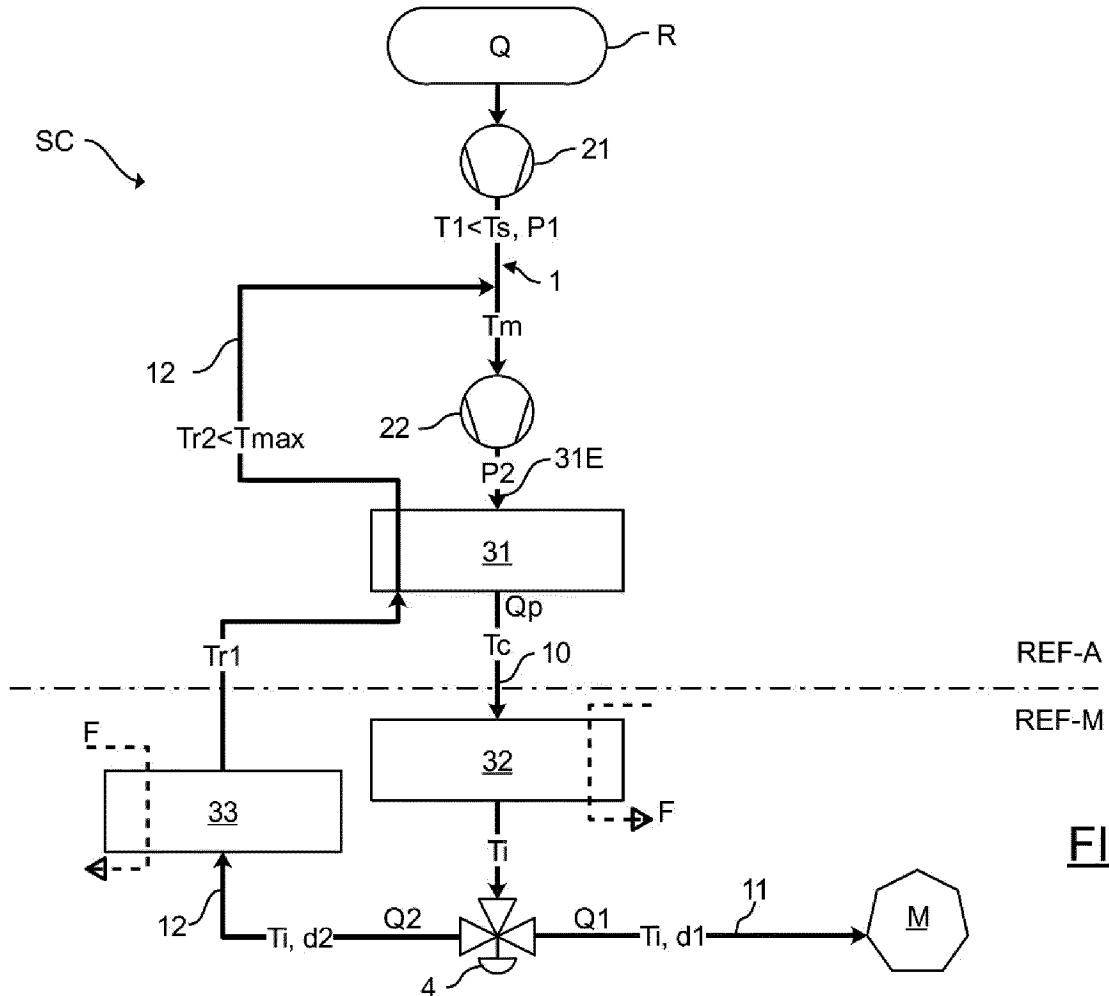 Q
R
SC
21
T1<Ts, P1
1
Tm
12
22
Tr2<Tmax
P2
31E
31
Qp
Tr1
Tc
10
REF-A
REF-M
F
32
33
F
Ti
11
Q2
Q1
M
12
Ti, d2
Ti, d1
4
FI